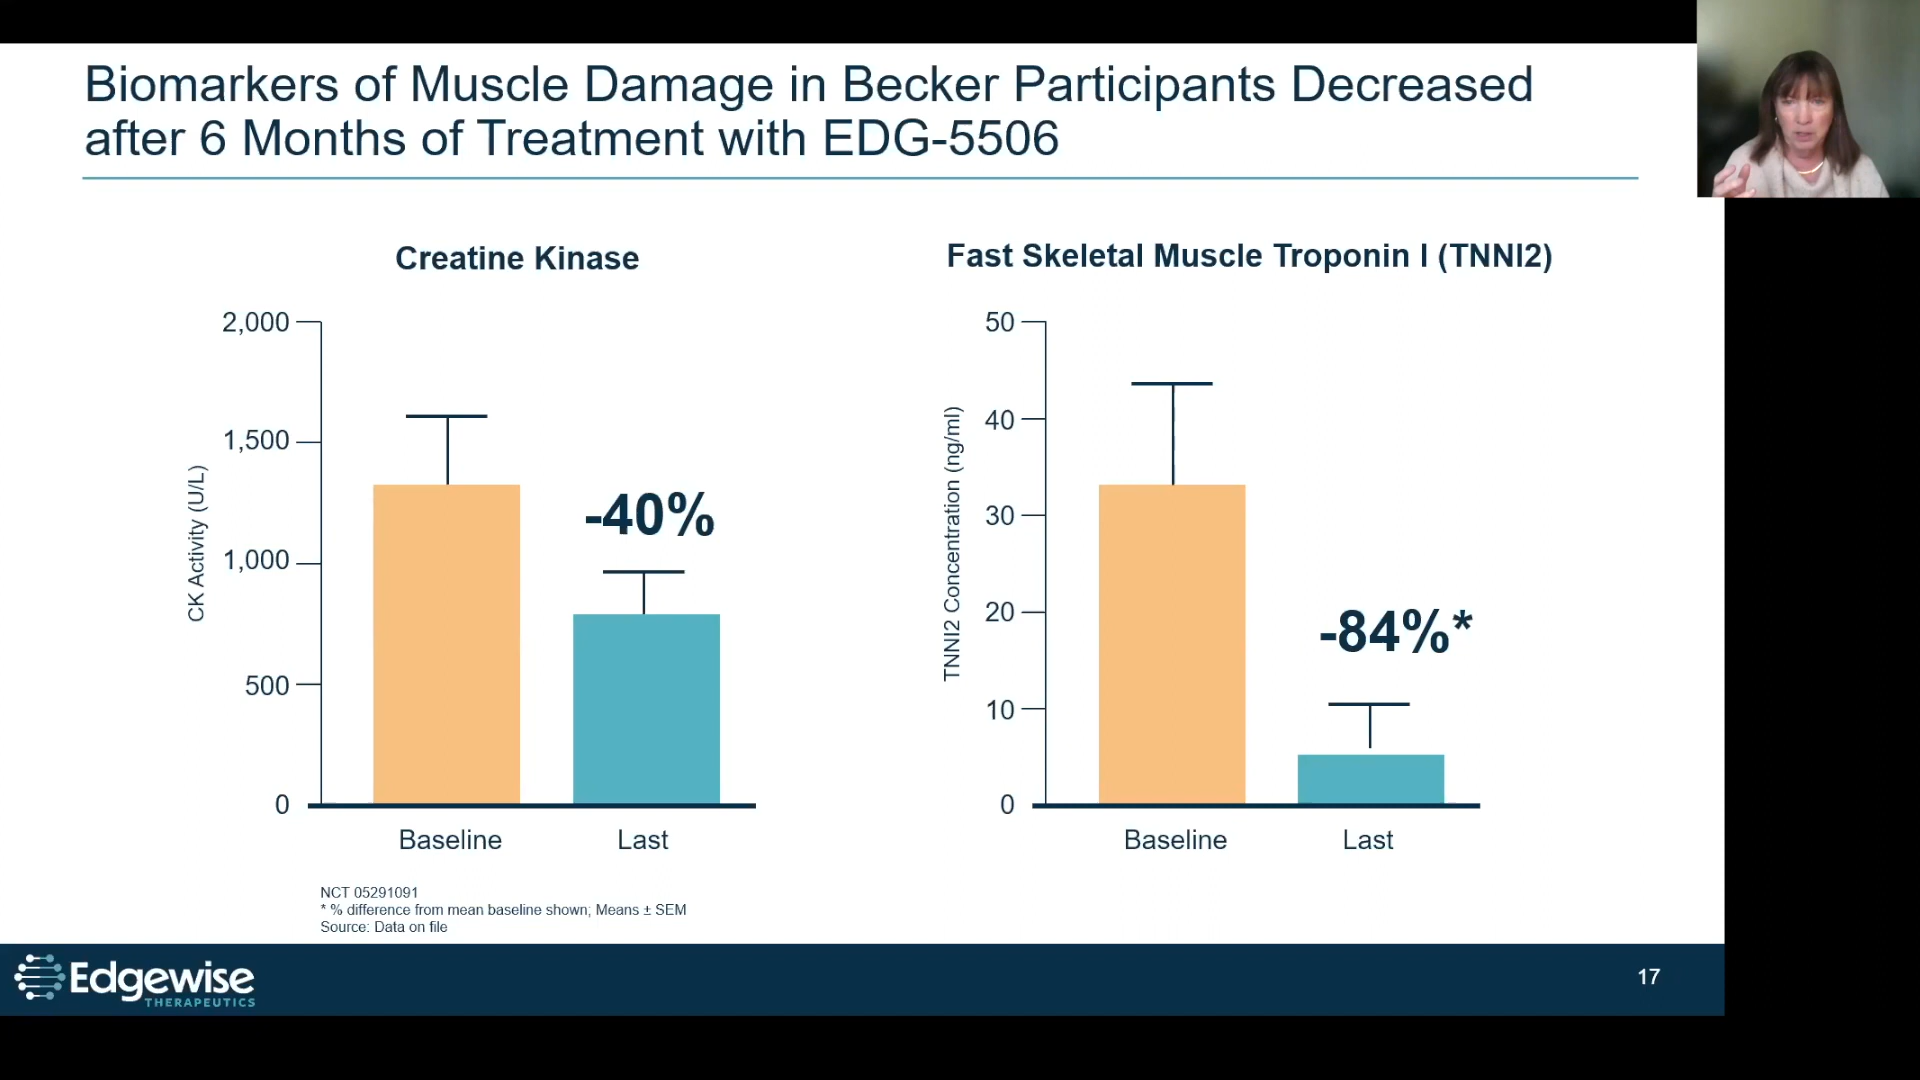 Biomarkers of Muscle Damage in Becker Participants Decreased
after 6 Months of Treatment with EDG-5506
Creatine Kinase
2,000
1,500
1,000
500
0
CK Activity (U/L)
-40%
Baseline
Last
Fast Skeletal Muscle Troponin I (TNNI2)
50
40
30
20
10
0
TNNI2 Concentration (ng/ml)
-84%*
Baseline
Last
NCT 05291091
* % difference from mean baseline shown; Means ± SEM
Source: Data on file
Edgewise
THERAPEUTICS
17